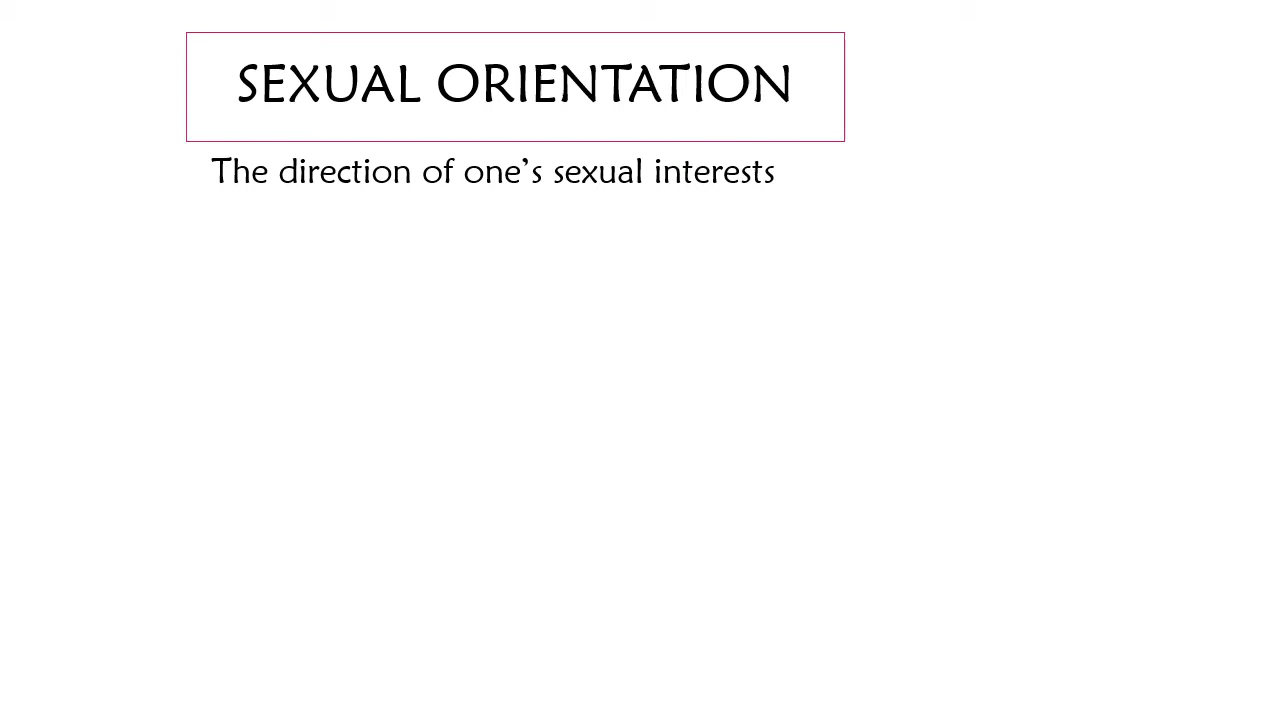 SEXUAL ORIENTATION
The direction of one’s sexual interests